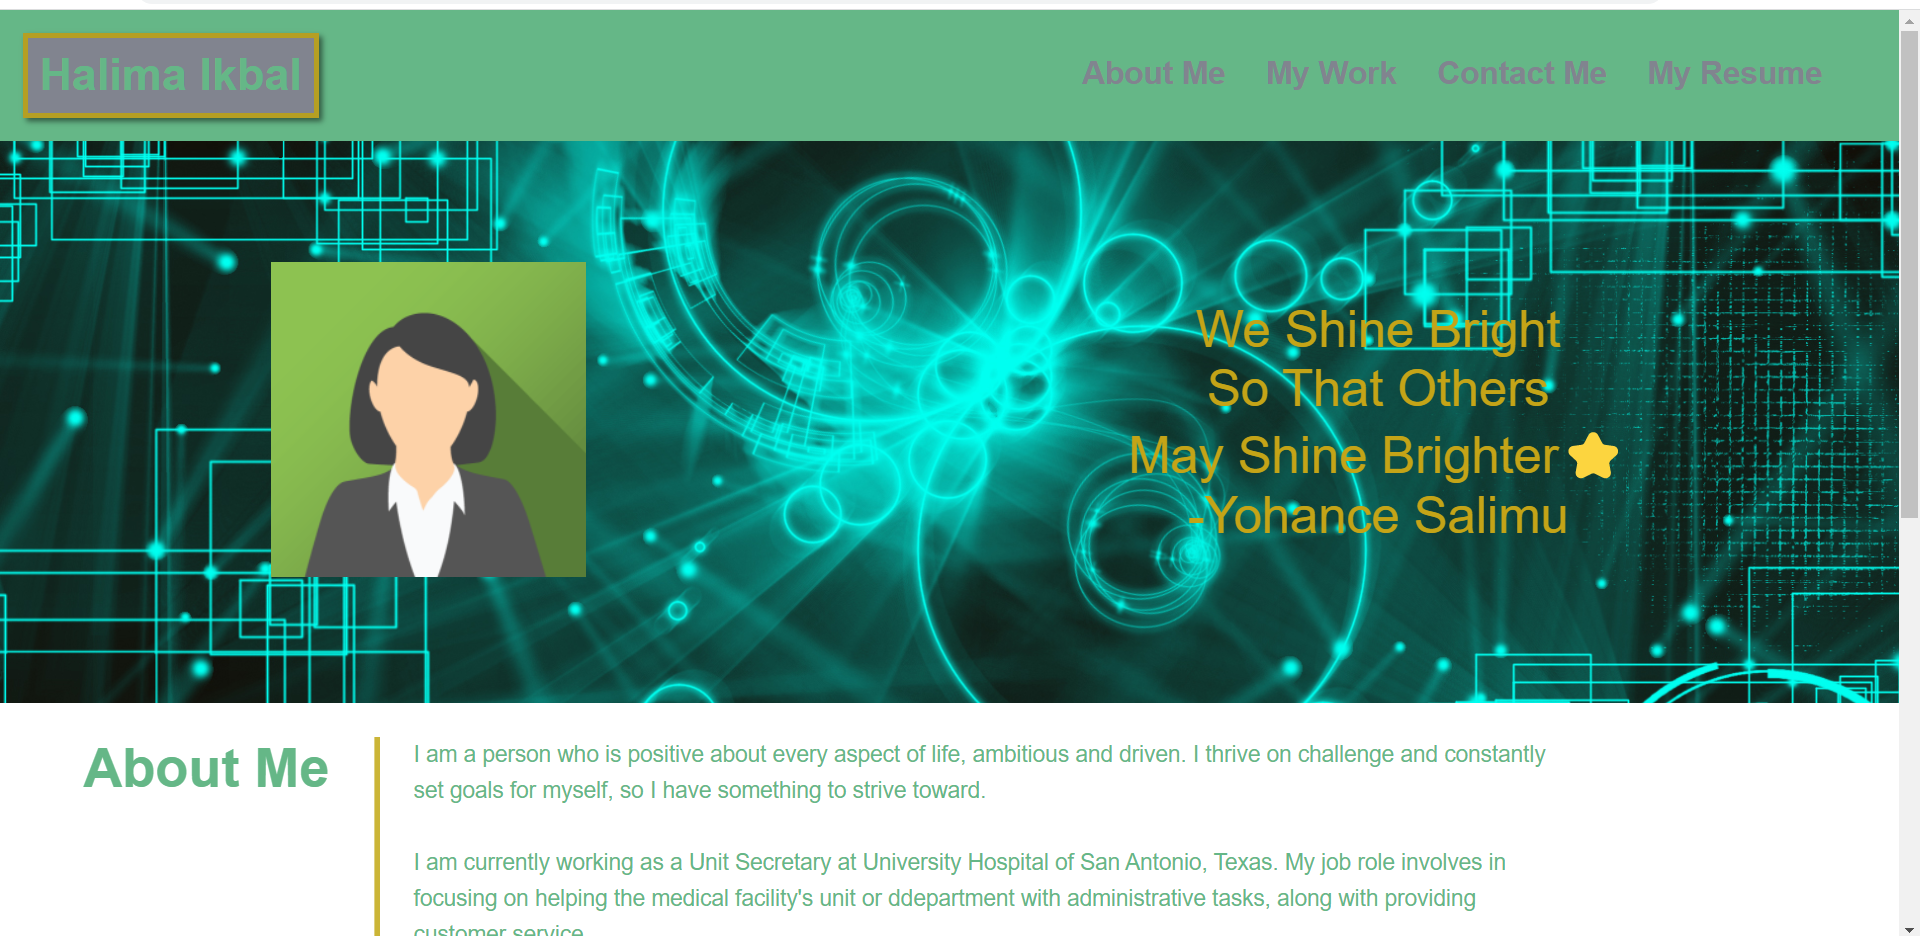 Halima Ikbal
About Me My Work Contact Me My Resume
We Shine Bright
So That Others
May Shine Brighter
-Yohance Salimu
About Me
I am a person who is positive about every aspect of life, ambitious and driven. I thrive on challenge and constantly
set goals for myself, so I have something to strive toward.
I am currently working as a Unit Secretary at University Hospital of San Antonio, Texas. My job role involves in
focusing on helping the medical facility's unit or ddepartment with administrative tasks, along with providing
customer service